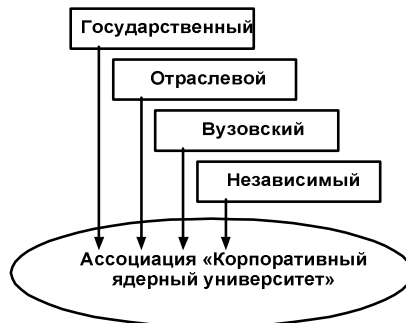 Государственный
Отраслевой
Вузовский
Независимый
Ассоциация «Корпоративный
ядерный университет»